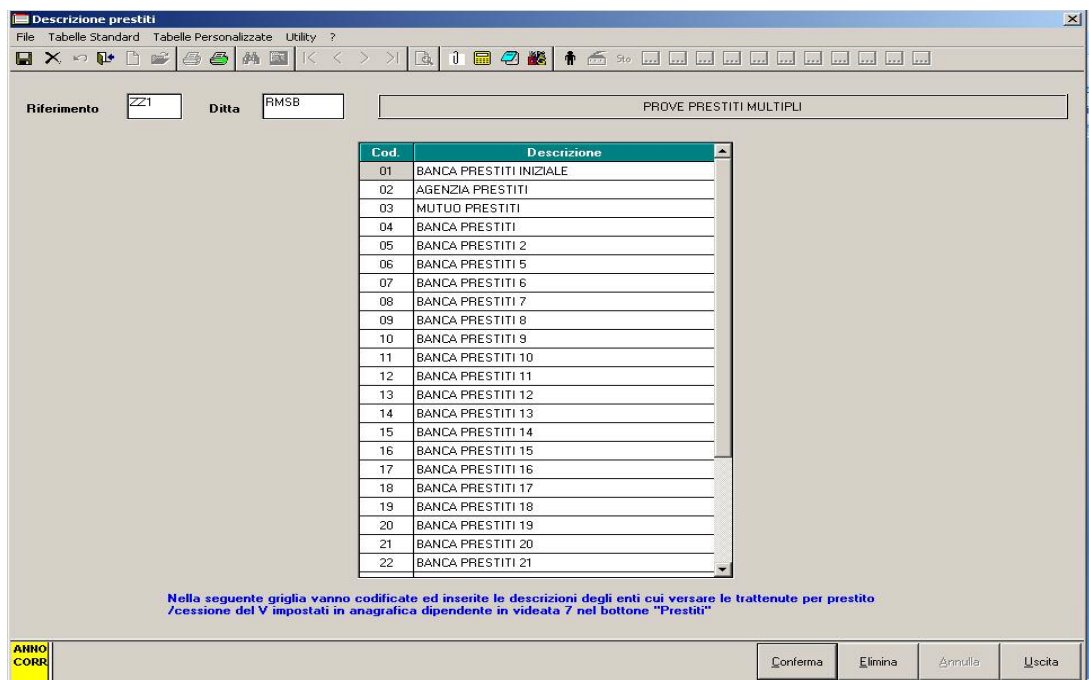 Descrizione prestiti
File Tabelle Standard Tabelle Personalizzate Utility ?
Sto
Riferimento ZZ1 Ditta RMSB PROVE PRESTITI MULTIPLI
Cod. Descrizione
01 BANCA PRESTITI INIZIALE
02 AGENZIA PRESTITI
03 MUTUO PRESTITI
04 BANCA PRESTITI
05 BANCA PRESTITI 2
06 BANCA PRESTITI 5
07 BANCA PRESTITI 6
08 BANCA PRESTITI 7
09 BANCA PRESTITI 8
10 BANCA PRESTITI 9
11 BANCA PRESTITI 10
12 BANCA PRESTITI 11
13 BANCA PRESTITI 12
14 BANCA PRESTITI 13
15 BANCA PRESTITI 14
16 BANCA PRESTITI 15
17 BANCA PRESTITI 16
18 BANCA PRESTITI 17
19 BANCA PRESTITI 18
20 BANCA PRESTITI 19
21 BANCA PRESTITI 20
22 BANCA PRESTITI 21
Nella seguente griglia vanno codificate ed inserite le descrizioni degli enti cui versare le trattenute per prestito
/cessione del V impostati in anagrafica dipendente in videata 7 nel bottone "Prestiti"
ANNO
CORR
Conferma Elimina Annulla Uscita